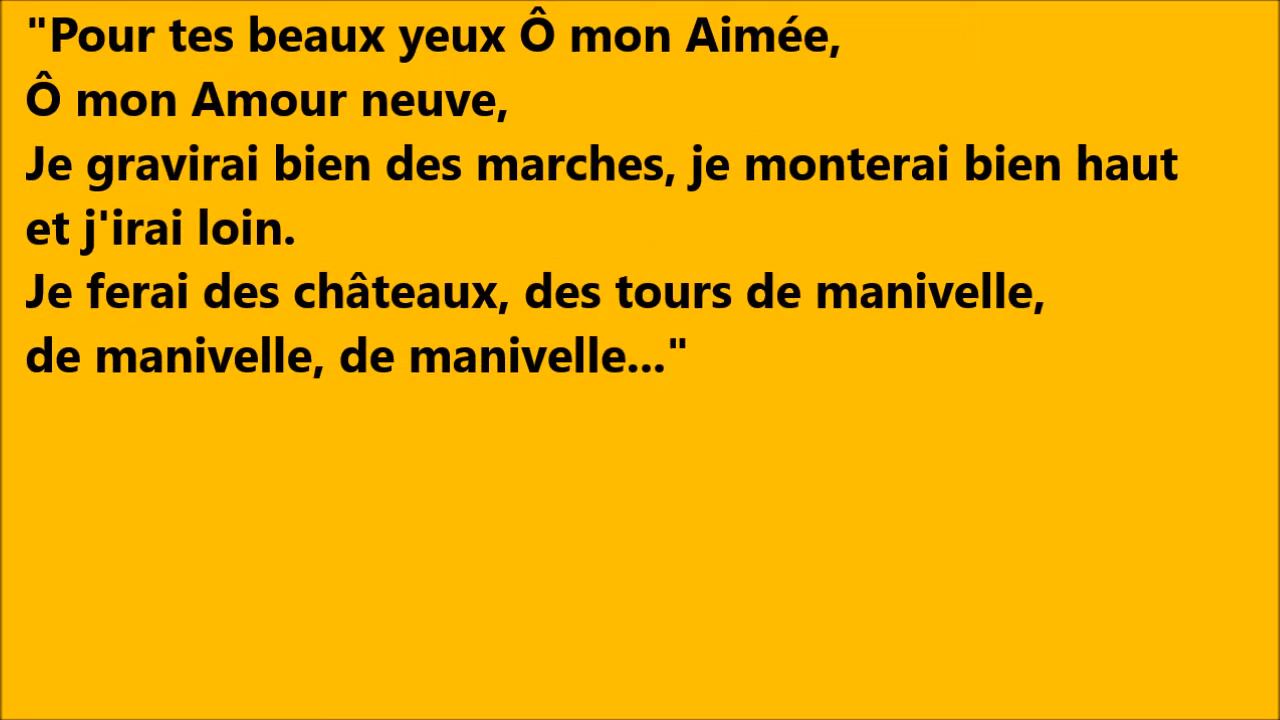 "Pour tes beaux yeux Ô mon Aimée,
Ô mon Amour neuve,
Je gravirai bien des marches, je monterai bien haut
et j'irai loin.
Je ferai des châteaux, des tours de manivelle,
de manivelle, de manivelle..."